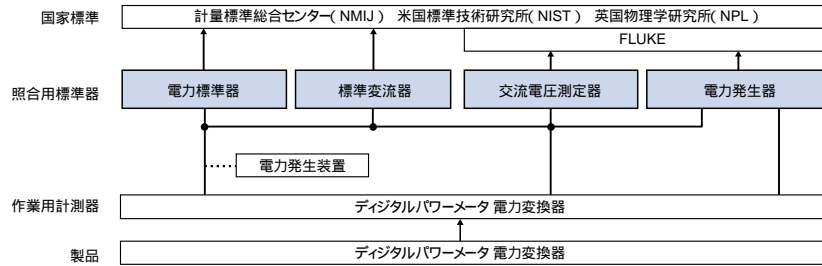 国家標準
計量標準総合センター(NMIJ) 米国標準技術研究所(NIST) 英国物理学研究所(NPL)
FLUKE
照合用標準器
電力標準器
標準変流器
交流電圧測定器
電力発生器
電力発生装置
作業用計測器
ディジタルパワーメータ 電力変換器
製品
ディジタルパワーメータ 電力変換器